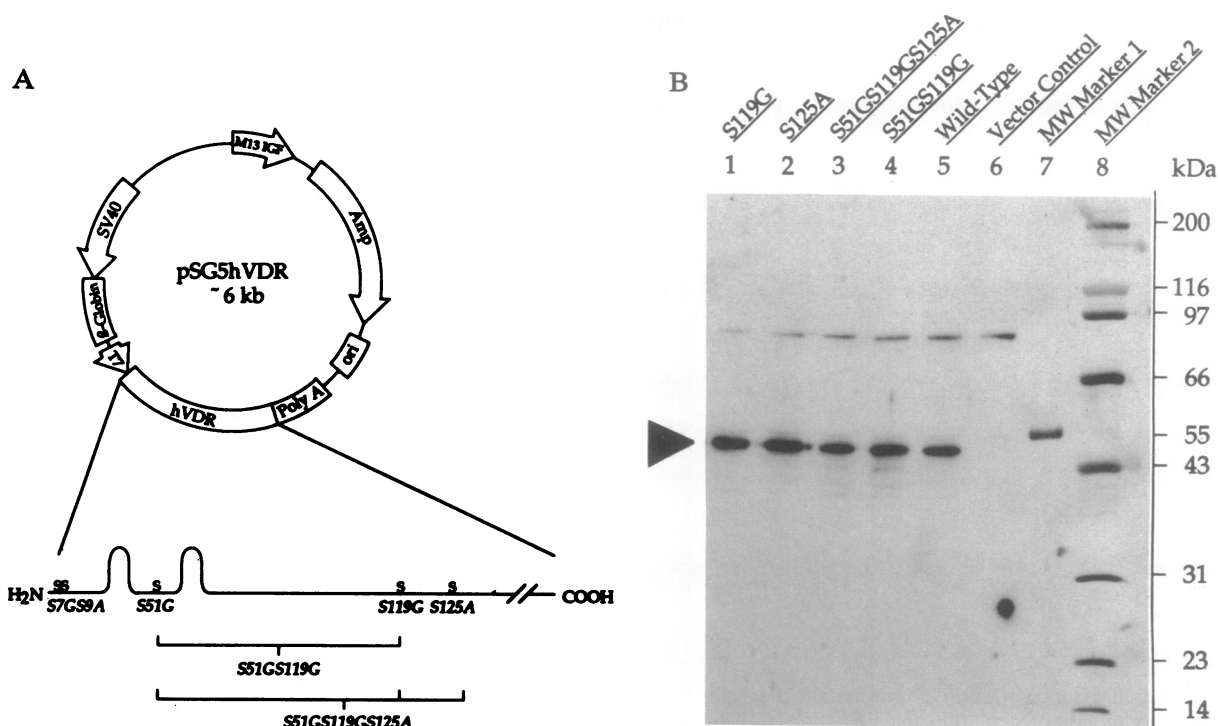 A
M13 IGF
Amp
SV40
pSG5hVDR
~ 6 kb
β-Globin
T7
ori
hVDR
Poly A
H₂N
SS
S
S
S
COOH
S7GS9A
S51G
S119G
S125A
S51GS119G
S51GS119GS125A
B
S119G
S125A
S51GS119GS125A
S51GS119G
Wild-Type
Vector Control
MW Marker 1
MW Marker 2
1 2 3 4 5 6 7 8 kDa
200
116
97
66
55
43
31
23
14